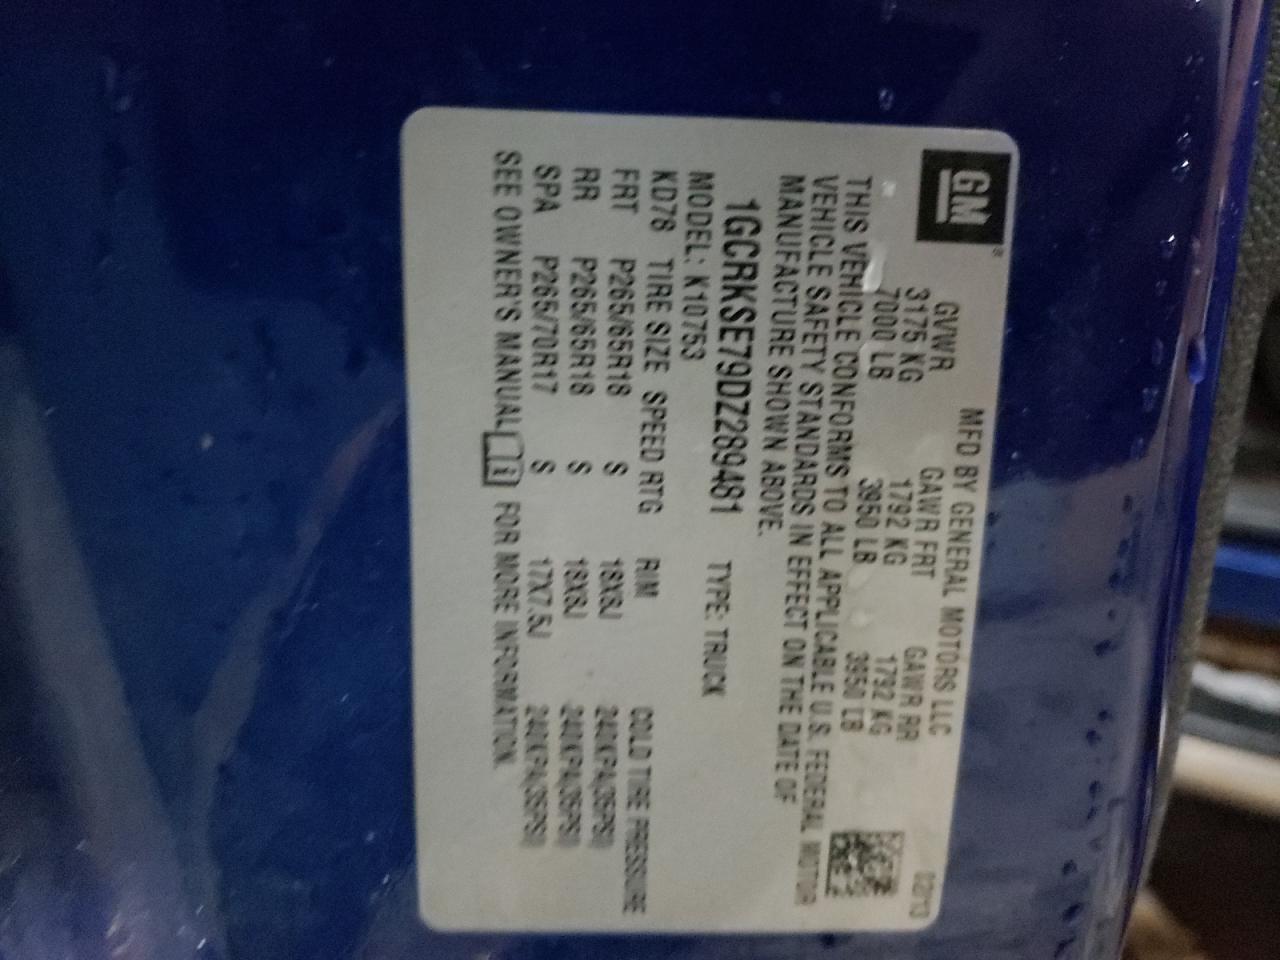 GM
MFD BY GENERAL MOTORS LLC 02/13
GVWR GAWR FRT GAWR RR
3175 KG 1792 KG 1792 KG
7000 LB 3950 LB 3950 LB
THIS VEHICLE CONFORMS TO ALL APPLICABLE U.S. FEDERAL MOTOR
VEHICLE SAFETY STANDARDS IN EFFECT ON THE DATE OF
MANUFACTURE SHOWN ABOVE.
1GCRKSE79DZ289481 TYPE: TRUCK
MODEL: K10753
KD78 TIRE SIZE SPEED RTG RIM COLD TIRE PRESSURE
FRT P265/65R18 S 18X8J 240KPA(35PSI)
RR P265/65R18 S 18X8J 240KPA(35PSI)
SPA P265/70R17 S 17X7.5J 240KPA(35PSI)
SEE OWNER'S MANUAL FOR MORE INFORMATION.